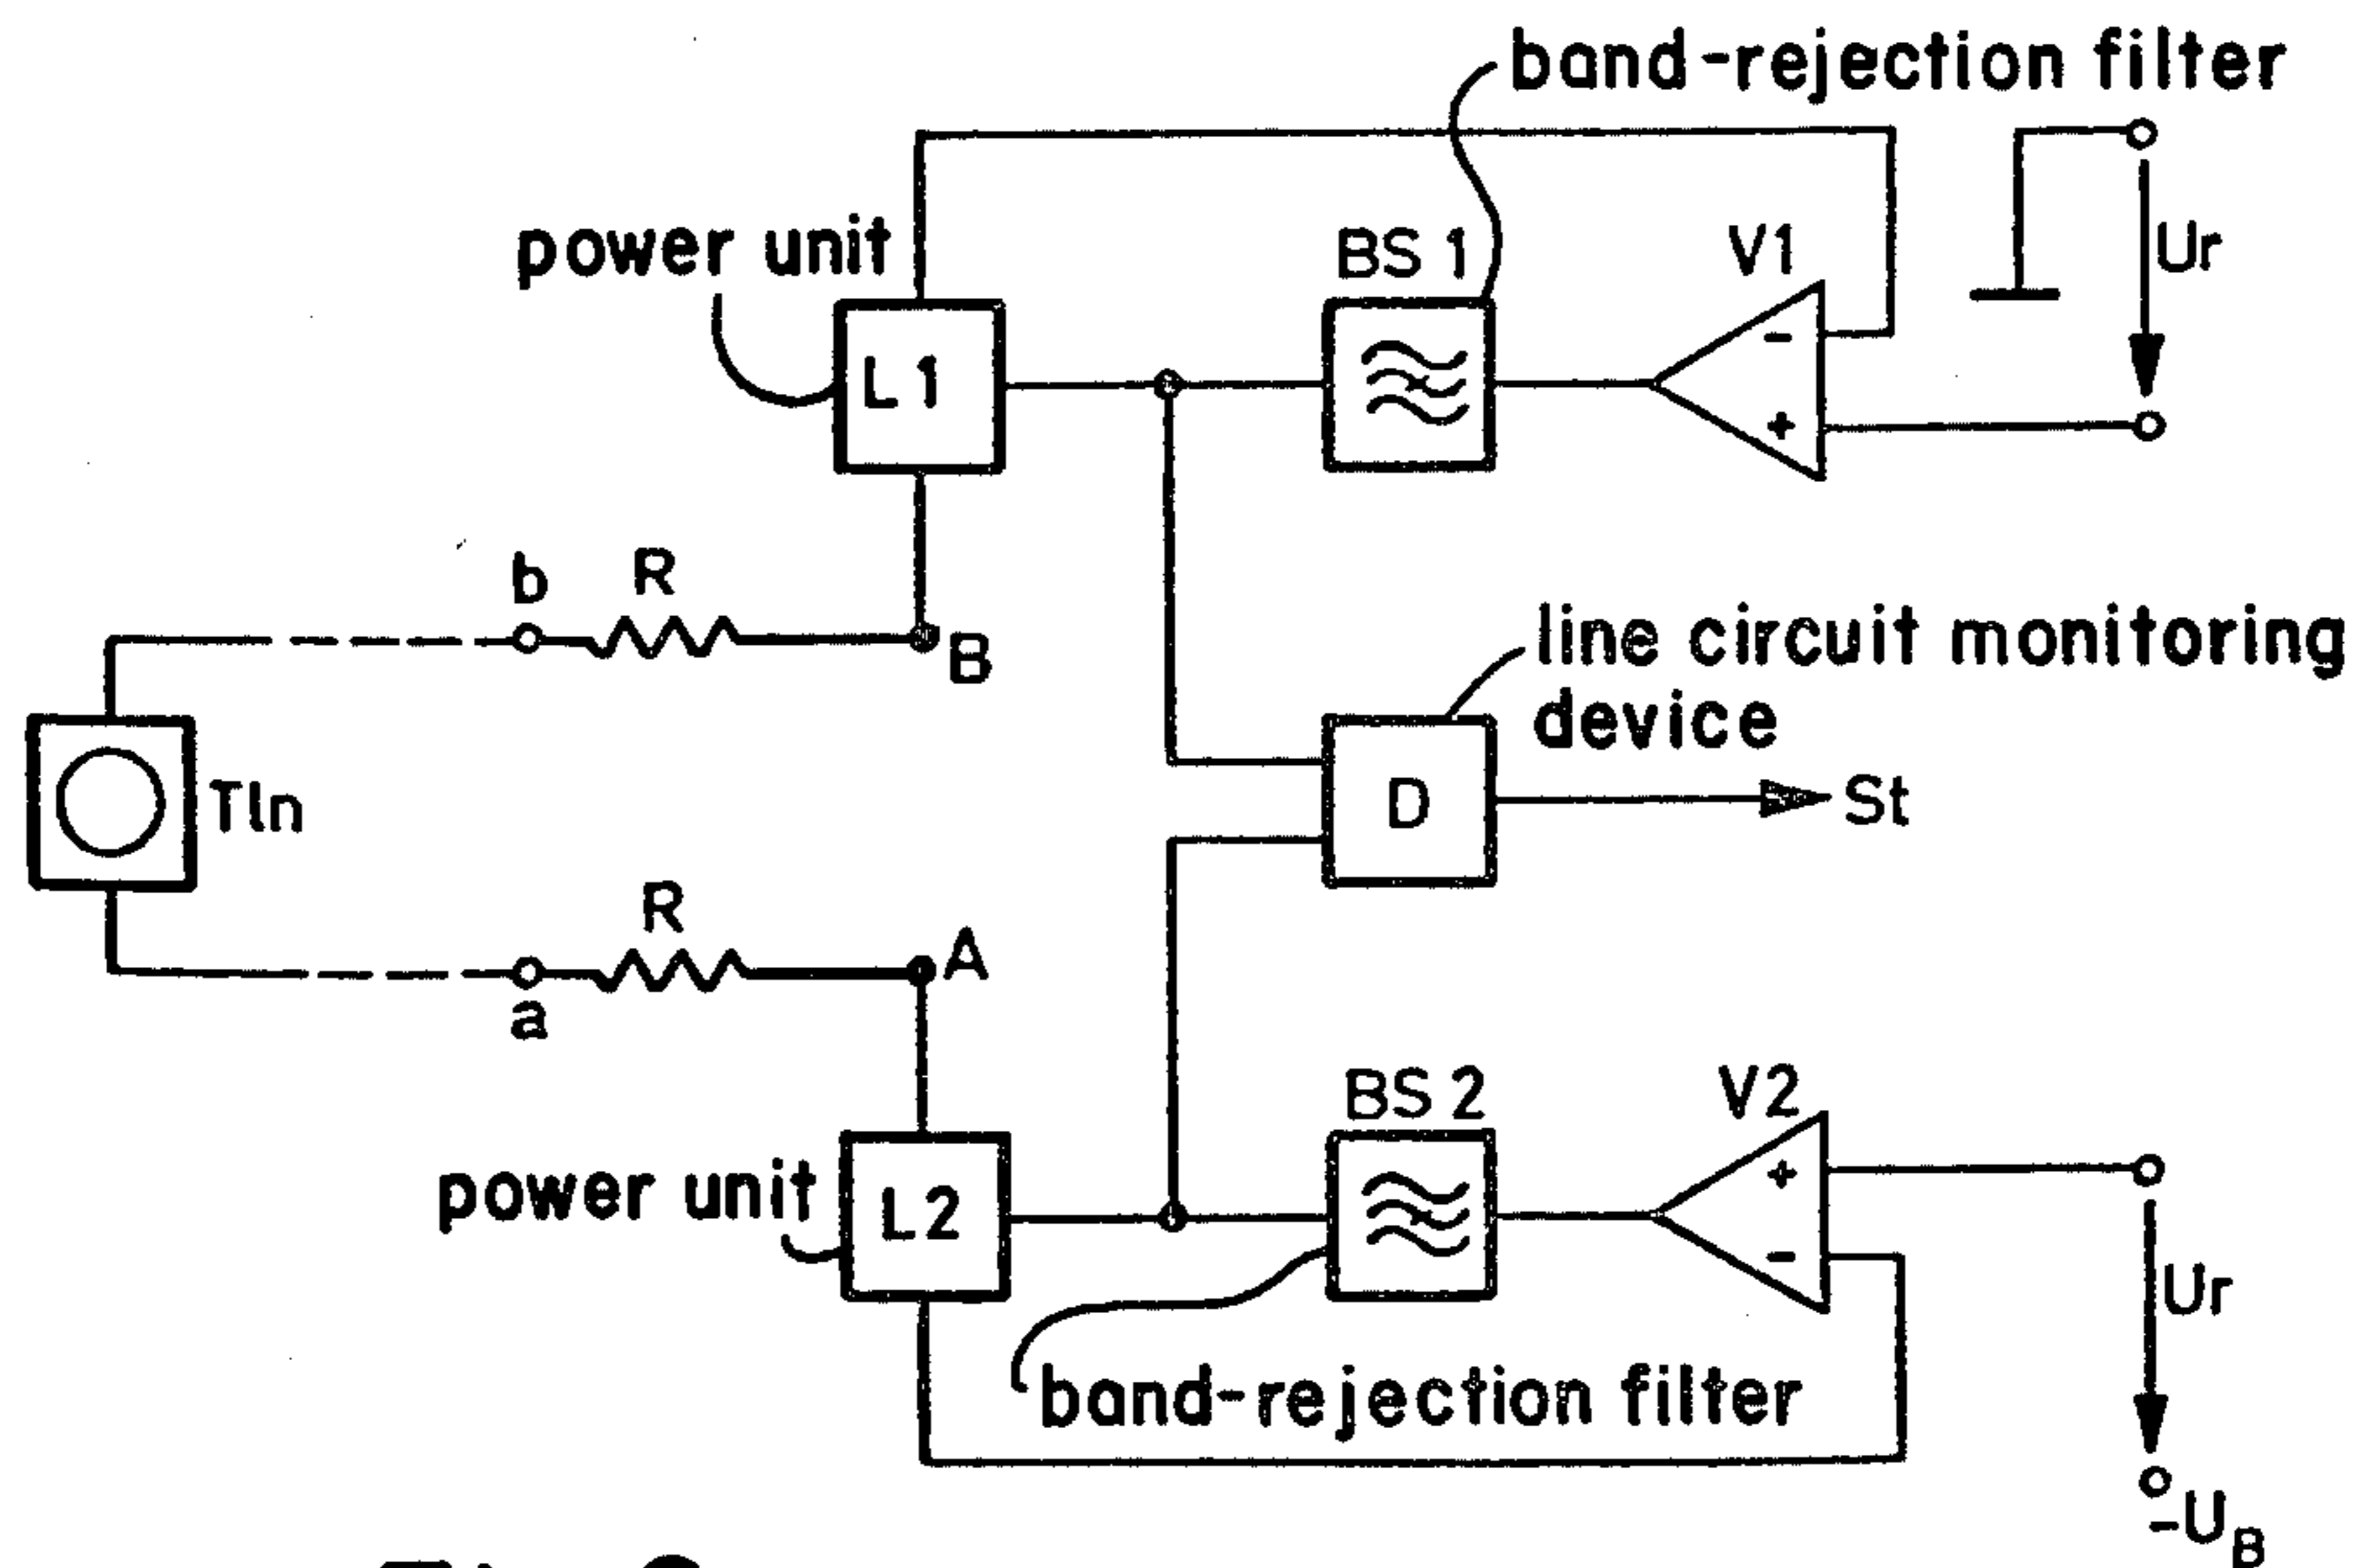 band-rejection filter
power unit
BS 1
V1
Ur
-
+
L1
b
R
B
line circuit monitoring
device
D
St
Tln
R
A
a
BS 2
V2
power unit
L2
+
-
Ur
band-rejection filter
-UB